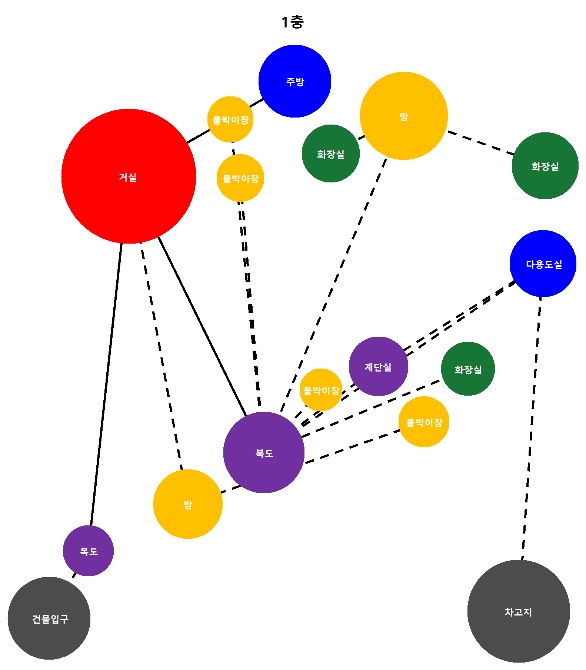 1층
주방
붙박이장
방
화장실
화장실
거실
붙박이장
다용도실
계단실
화장실
붙박이장
붙박이장
복도
방
복도
건물입구
차고지